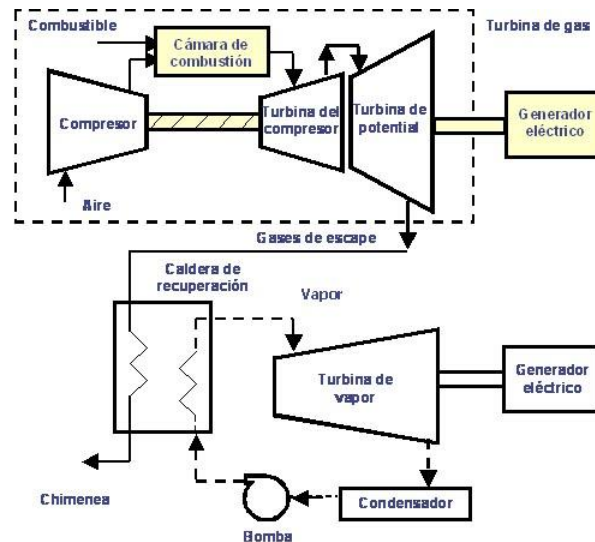 Combustible
Turbina de gas
Cámara de
combustión
Compresor
Turbina del
compresor
Turbina de
potential
Generador
eléctrico
Aire
Gases de escape
Caldera de
recuperación
Vapor
Turbina de
vapor
Generador
eléctrico
Chimenea
Bomba
Condensador